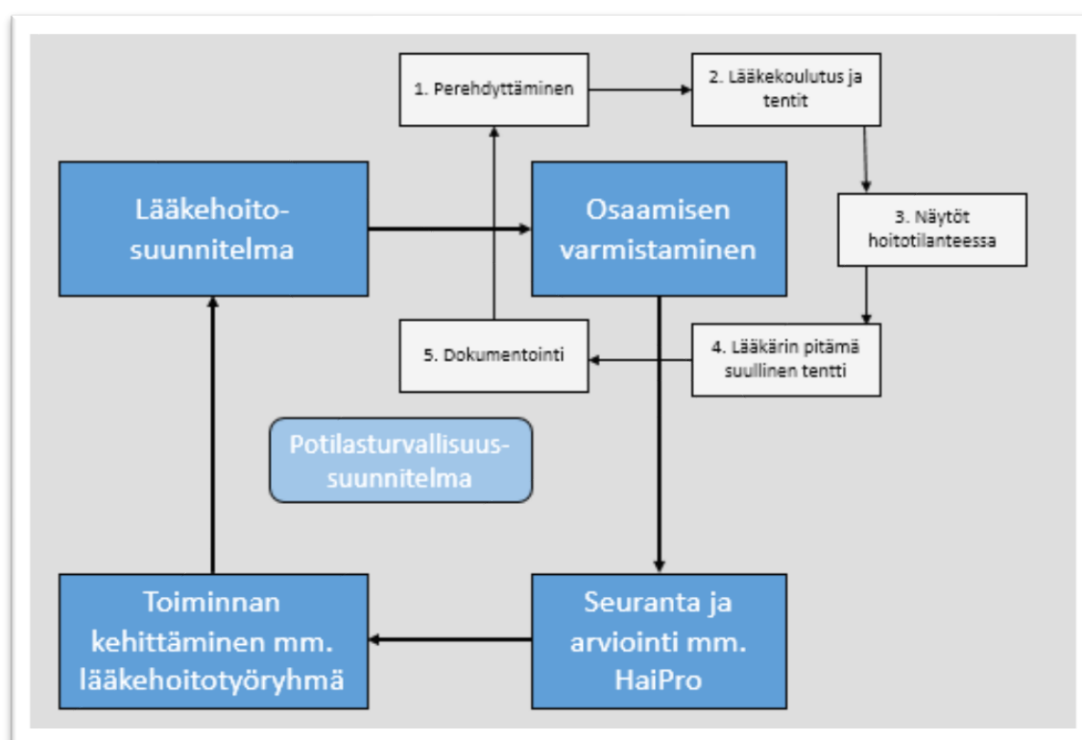 1. Perehdyttäminen
2. Lääkekoulutus ja
tentit
Lääkehoito-
suunnitelma
Osaamisen
varmistaminen
3. Näytöt
hoitotilanteessa
5. Dokumentointi
4. Lääkärin pitämä
suullinen tentti
Potilasturvallisuus-
suunnitelma
Toiminnan
kehittäminen mm.
lääkehoitotyöryhmä
Seuranta ja
arviointi mm.
HaiPro